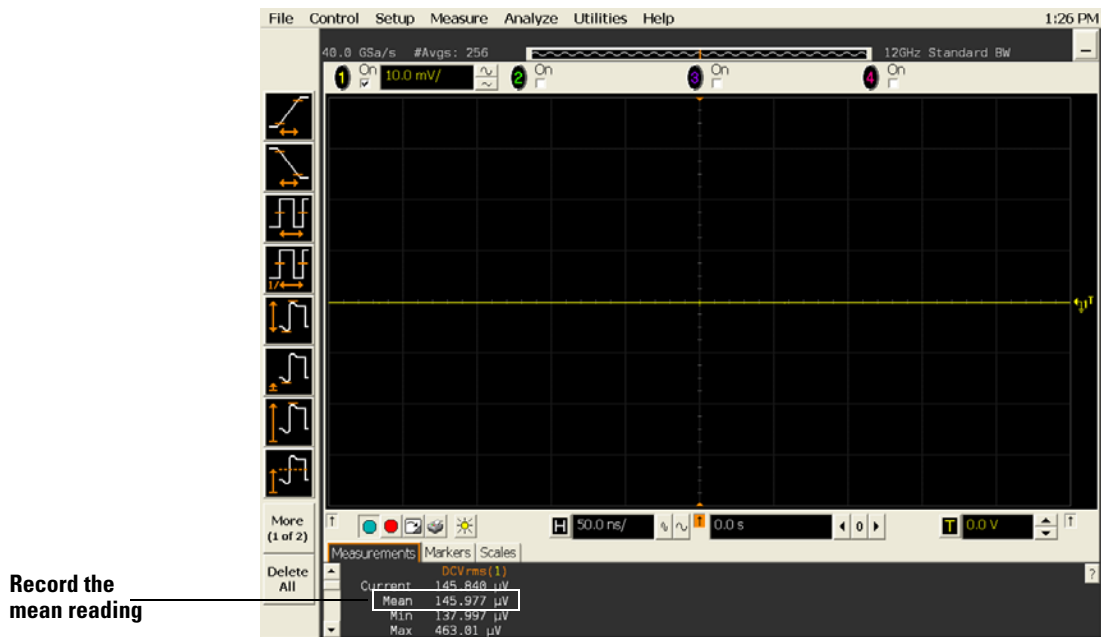 File Control Setup Measure Analyze Utilities Help 1:26 PM
40.0 GSa/s #Avgs: 256 12GHz Standard BW
1 On 10.0 mV/ 2 On 3 On 4 On
1/
More
(1 of 2)
Delete
All
T
H 50.0 ns/ T 0.0 s 0 T 0.0 V
Measurements Markers Scales
DCVrms(1)
Current 145.840 µV
Mean 145.977 µV
Min 137.997 µV
Max 463.01 µV
?
Record the
mean reading